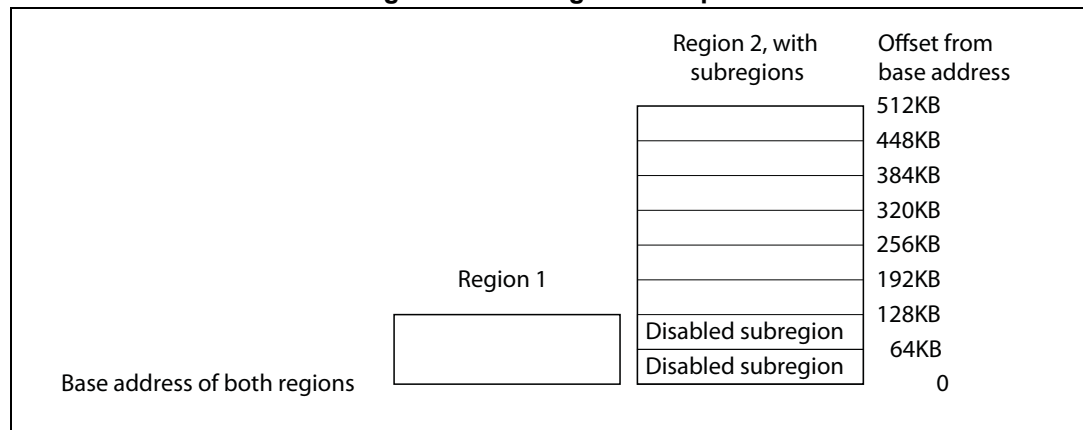 Region 2, with
subregions
Offset from
base address
512KB
448KB
384KB
320KB
256KB
Region 1
192KB
128KB
Disabled subregion
64KB
Disabled subregion
Base address of both regions
0